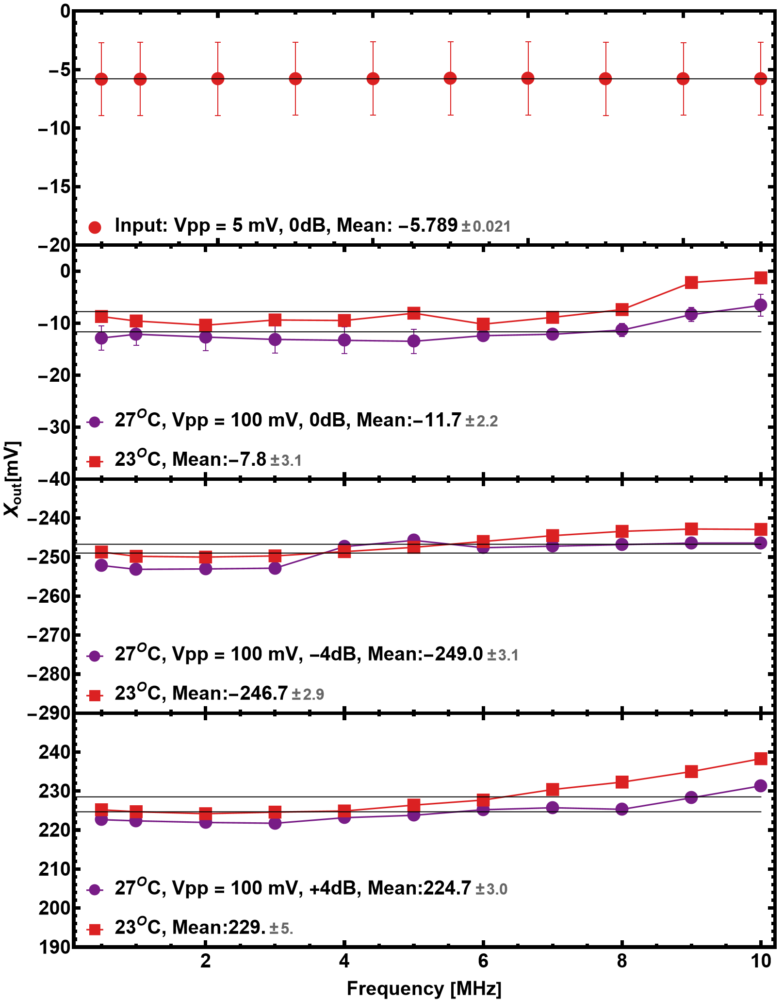 0
−5
−10
−15
Input: Vpp = 5 mV, 0dB, Mean: −5.789 ±0.021
−20
0
−10
−20
27°C, Vpp = 100 mV, 0dB, Mean:−11.7 ±2.2
−30
23°C, Mean:−7.8 ±3.1
−40
Xout[mV]
−240
−250
−260
−270
27°C, Vpp = 100 mV, −4dB, Mean:−249.0 ±3.1
−280
23°C, Mean:−246.7 ±2.9
−290
240
230
220
210
27°C, Vpp = 100 mV, +4dB, Mean:224.7 ±3.0
200
23°C, Mean:229. ±5.
190
2 4 6 8 10
Frequency [MHz]